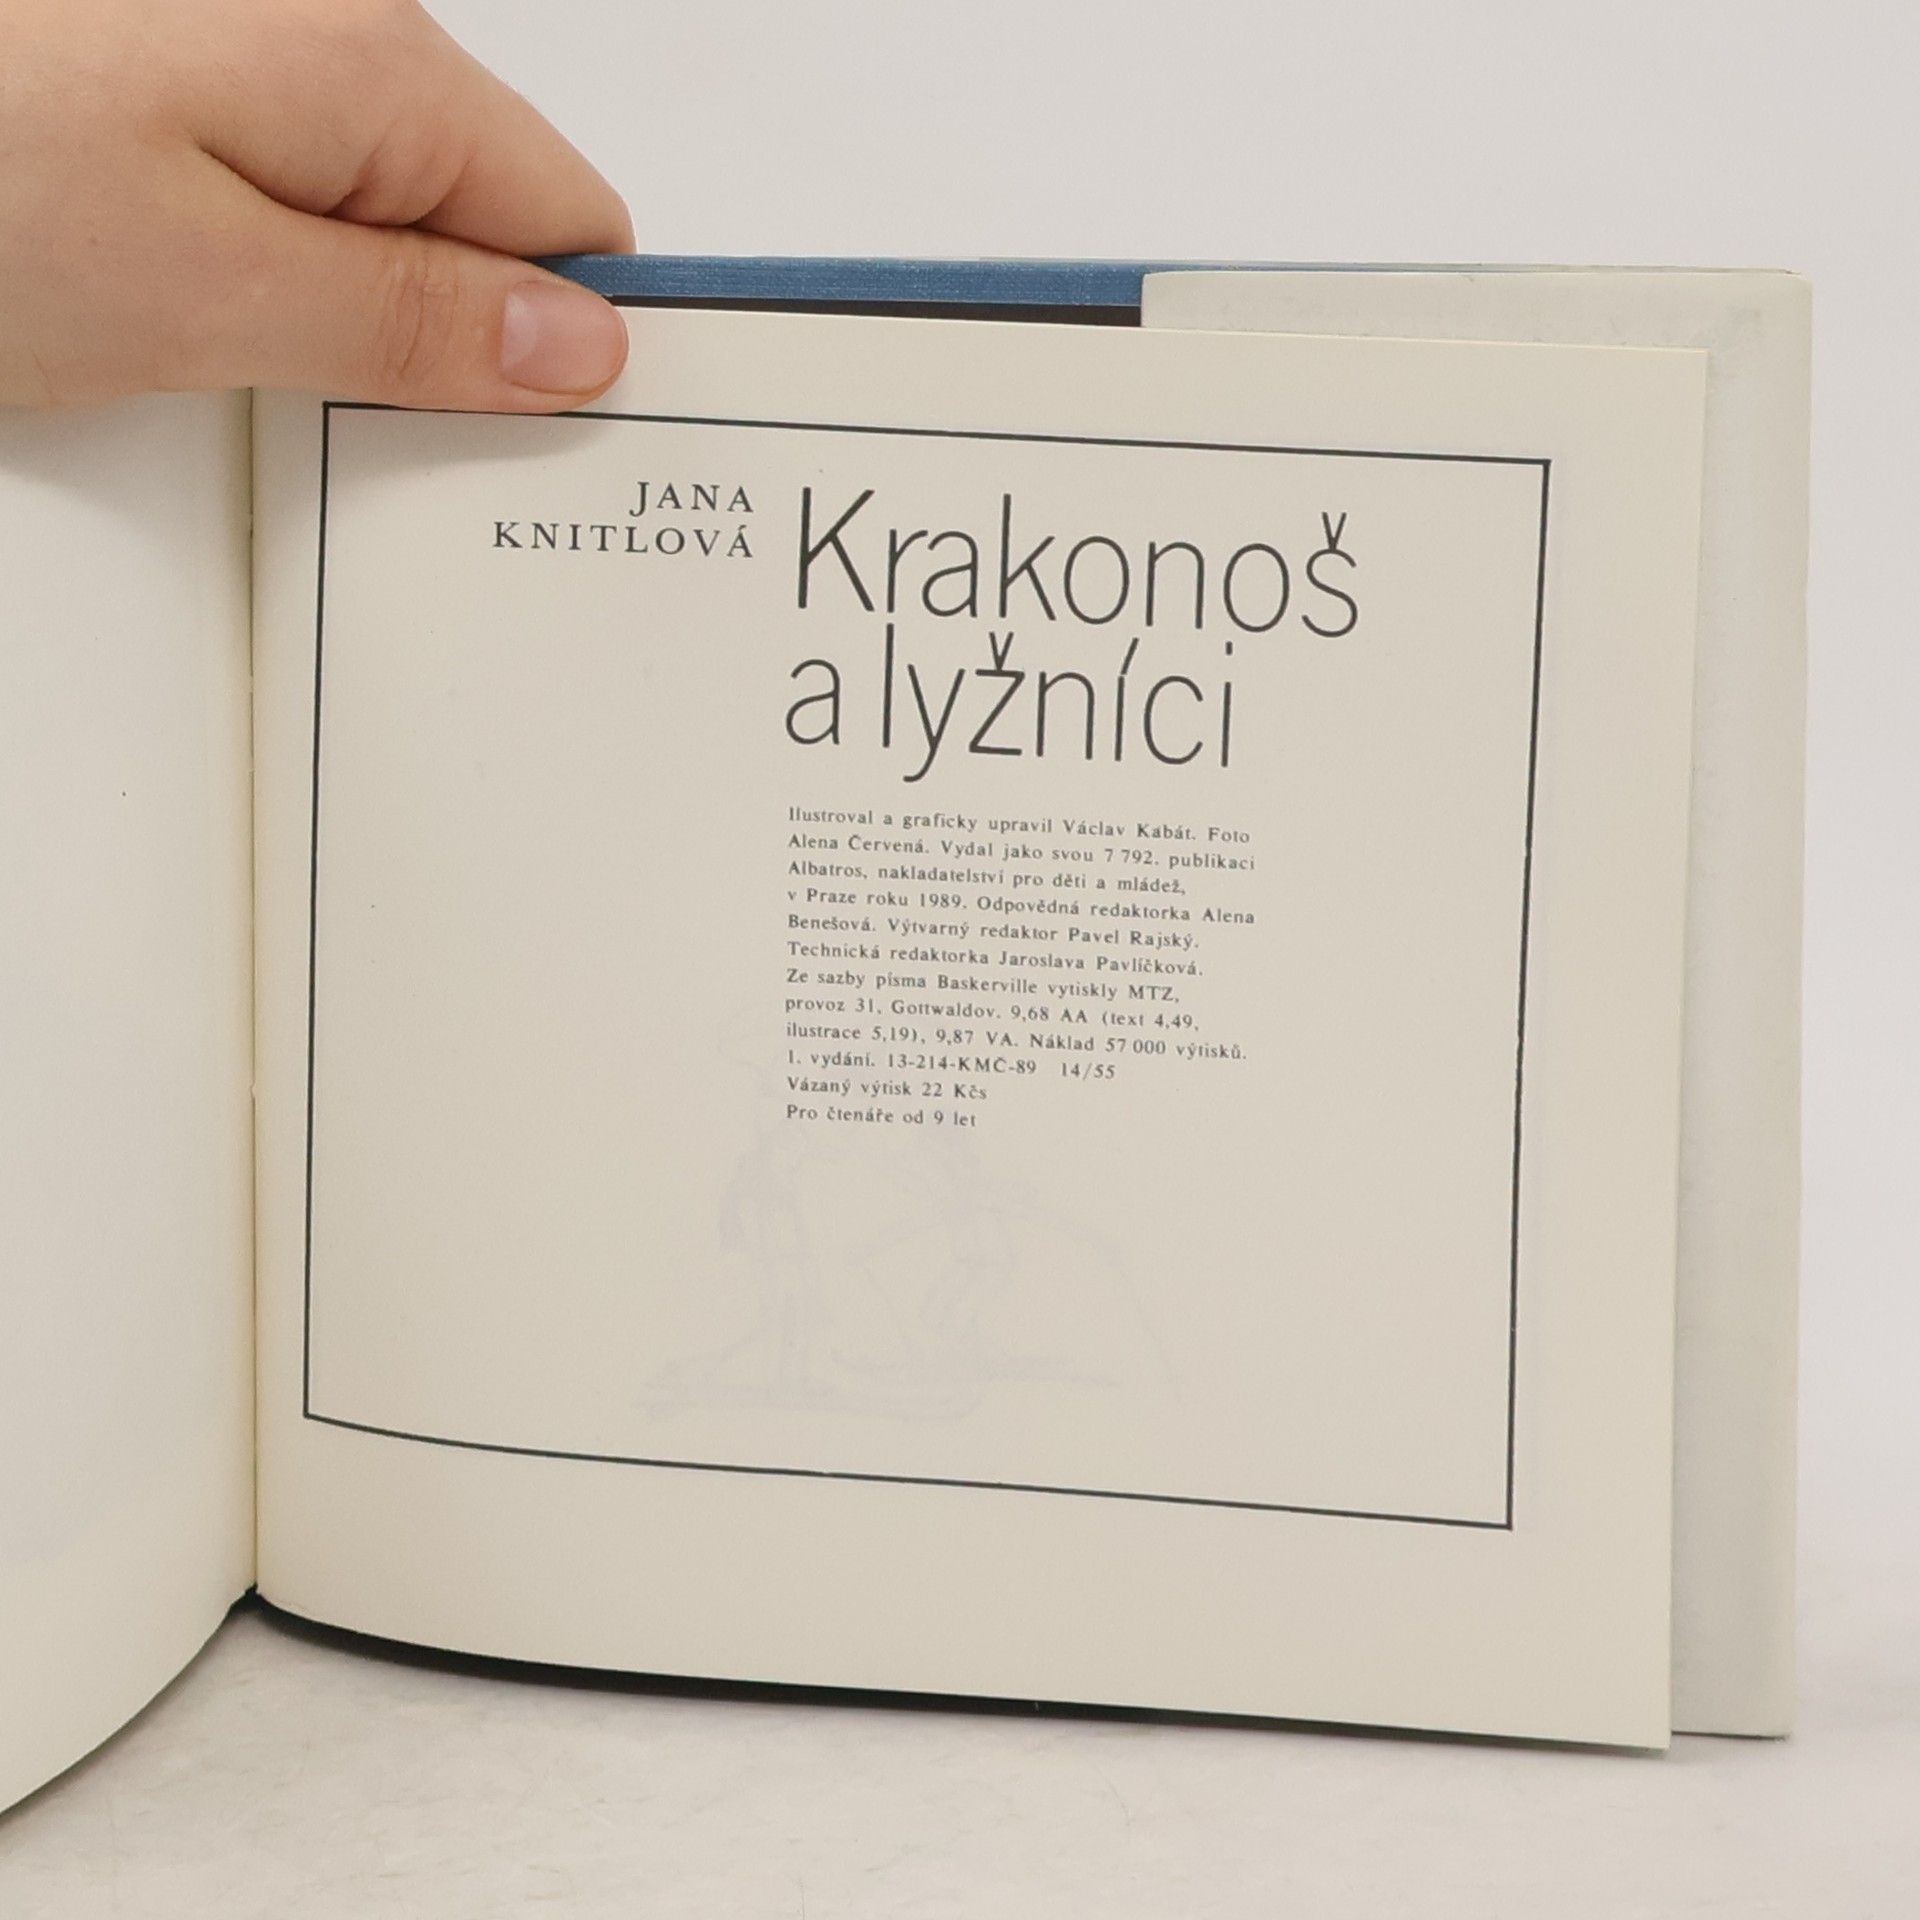 JANA
KNITLOVÁ
Krakonoš
a lyžníci
Ilustroval a graficky upravil Václav Kabát. Foto
Alena Červená. Vydal jako svou 7 792. publikaci
Albatros, nakladatelství pro děti a mládež,
v Praze roku 1989. Odpovědná redaktorka Alena
Benešová. Výtvarný redaktor Pavel Rajský.
Technická redaktorka Jaroslava Pavlíčková.
Ze sazby písma Baskerville vytiskly MTZ,
provoz 31, Gottwaldov. 9,68 AA (text 4,49,
ilustrace 5,19), 9,87 VA. Náklad 57 000 výtisků.
1. vydání. 13-214-KMČ-89 14/55
Vázaný výtisk 22 Kčs
Pro čtenáře od 9 let